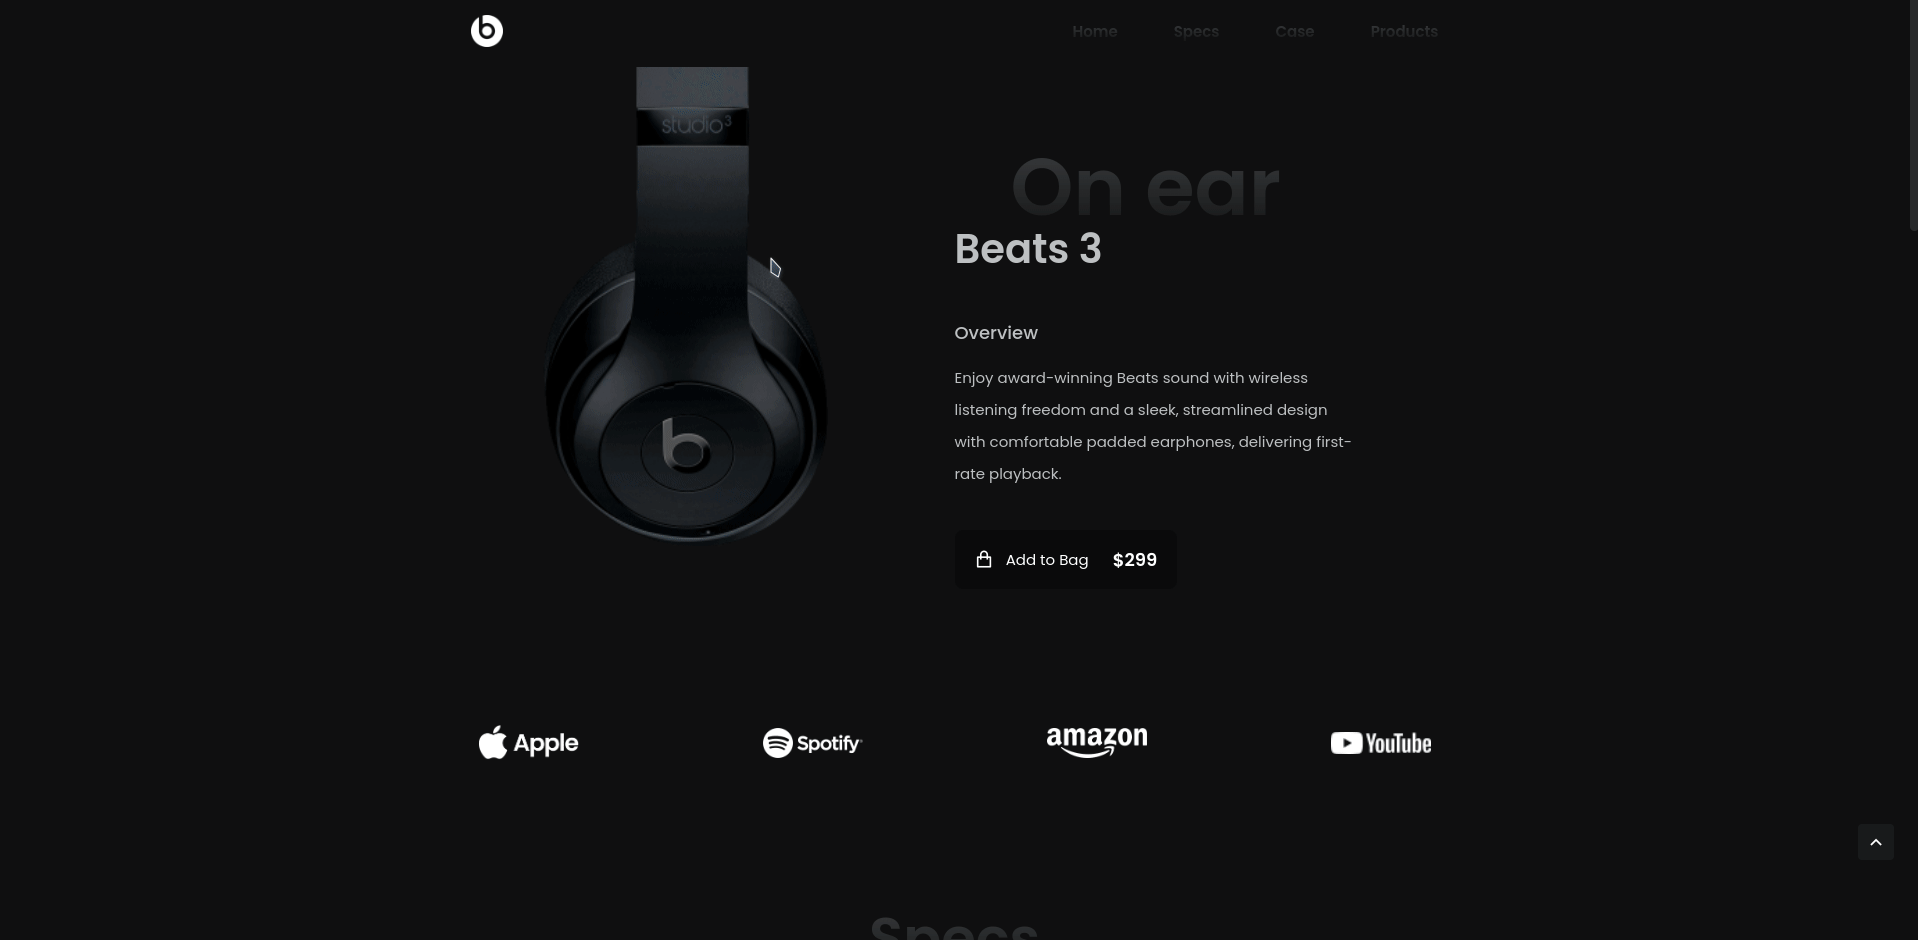 Home Specs Case Products
studio3
On ear
Beats 3
Overview
Enjoy award-winning Beats sound with wireless
listening freedom and a sleek, streamlined design
with comfortable padded earphones, delivering first-
rate playback.
Add to Bag $299
Apple Spotify amazon YouTube
Specs